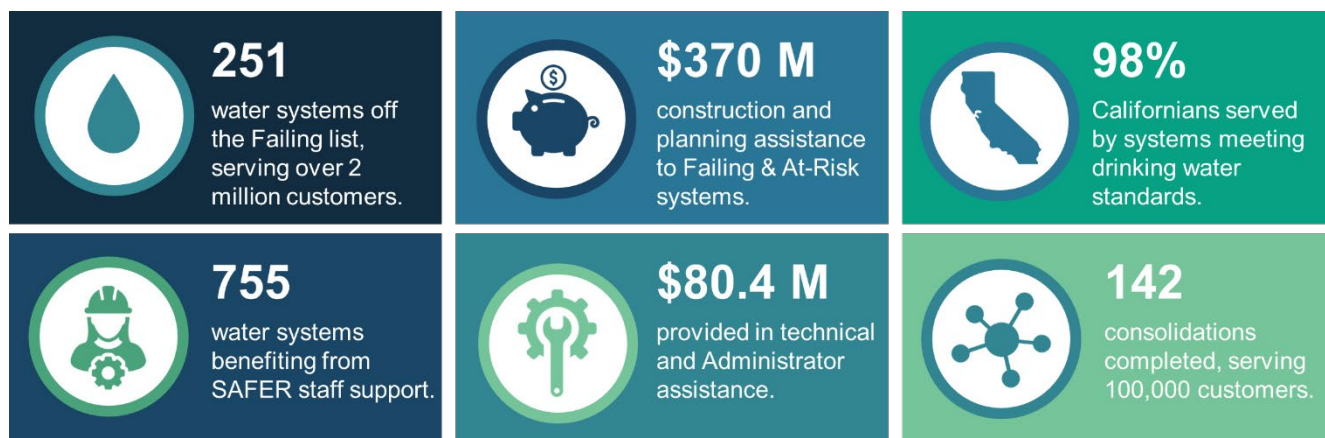 251
water systems off
the Failing list,
serving over 2
million customers.
$370 M
construction and
planning assistance
to Failing & At-Risk
systems.
98%
Californians served
by systems meeting
drinking water
standards.
755
water systems
benefiting from
SAFER staff support.
$80.4 M
provided in technical
and Administrator
assistance.
142
consolidations
completed, serving
100,000 customers.